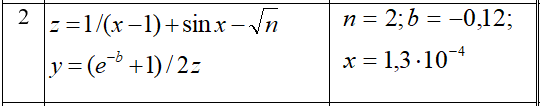 2 z = 1/(x − 1) + sin x − √n n = 2; b = −0,12;
y = (e⁻ᵇ + 1) / 2z x = 1,3 · 10⁻⁴